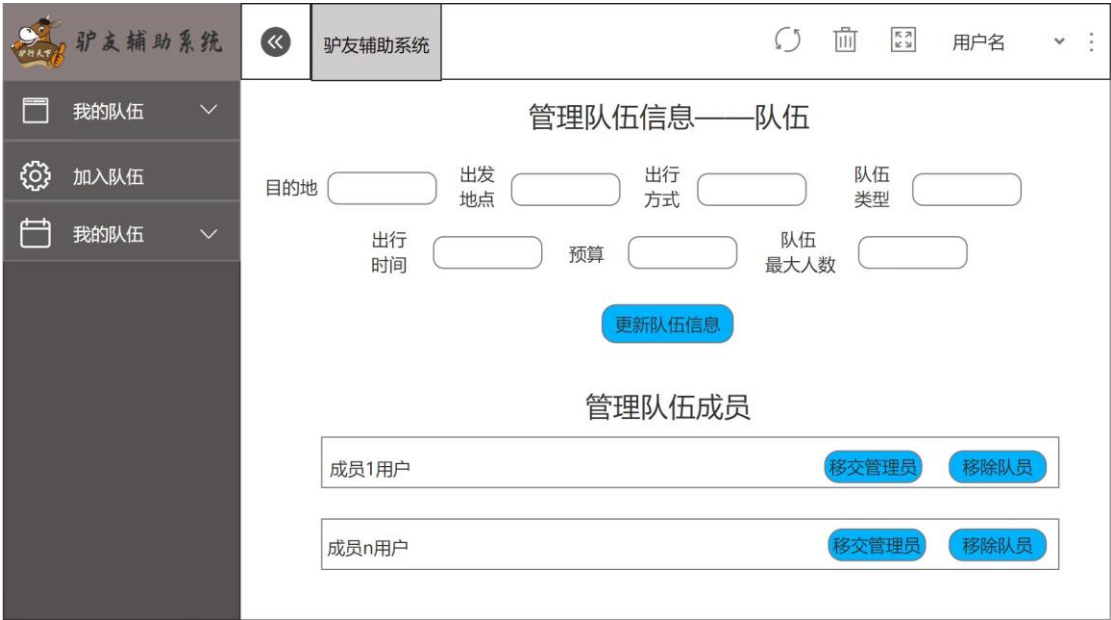 驴行天下
驴友辅助系统
驴友辅助系统
用户名
我的队伍
加入队伍
我的队伍
管理队伍信息——队伍
目的地
出发
地点
出行
方式
队伍
类型
出行
时间
预算
队伍
最大人数
更新队伍信息
管理队伍成员
成员1用户
移交管理员
移除队员
成员n用户
移交管理员
移除队员